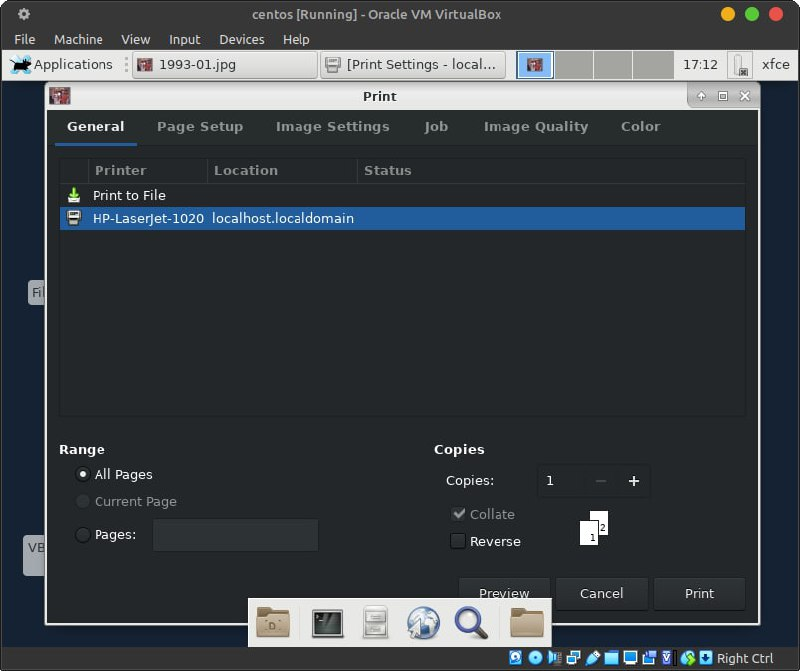 centos [Running] - Oracle VM VirtualBox
File Machine View Input Devices Help
Applications 1993-01.jpg [Print Settings - local... 17:12 xfce
Print
General Page Setup Image Settings Job Image Quality Color
Printer Location Status
Print to File
HP-LaserJet-1020 localhost.localdomain
Fil
Range Copies
All Pages Copies: 1 − +
Current Page Collate
Pages: Reverse 1 2
VB
Preview Cancel Print
D
Right Ctrl